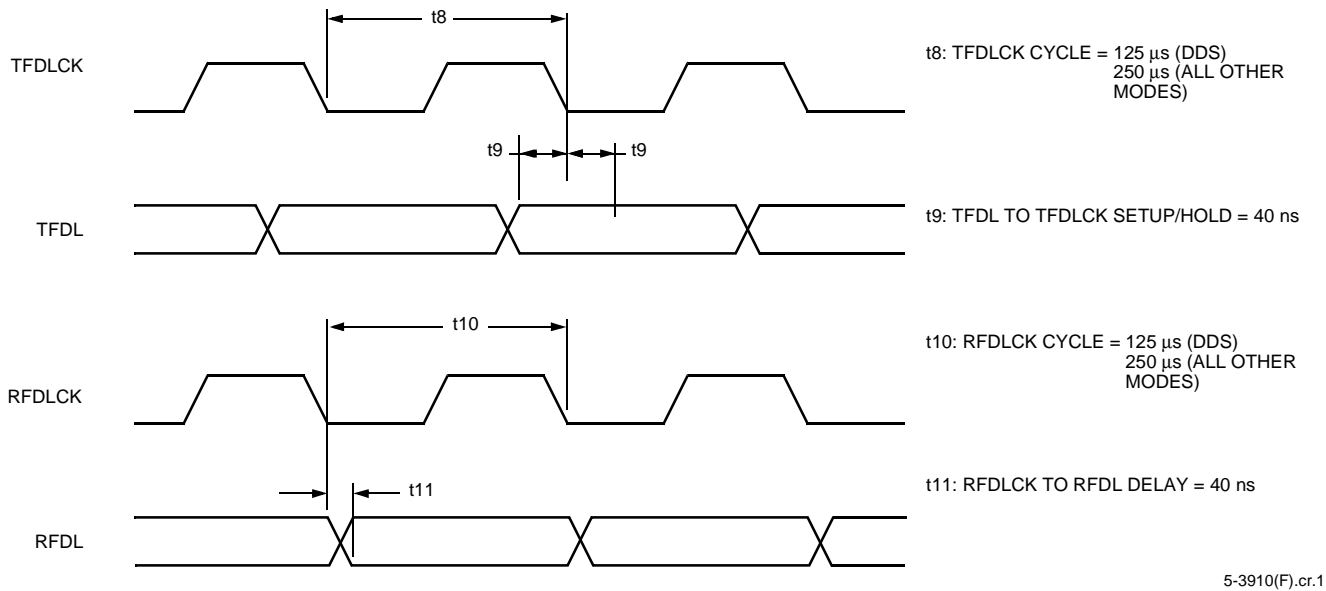 t8
TFDLCK
t8: TFDLCK CYCLE = 125 μs (DDS)
250 μs (ALL OTHER
MODES)
t9
t9
TFDL
t9: TFDL TO TFDLCK SETUP/HOLD = 40 ns
t10
t10: RFDLCK CYCLE = 125 μs (DDS)
250 μs (ALL OTHER
MODES)
RFDLCK
t11
t11: RFDLCK TO RFDL DELAY = 40 ns
RFDL
5-3910(F).cr.1